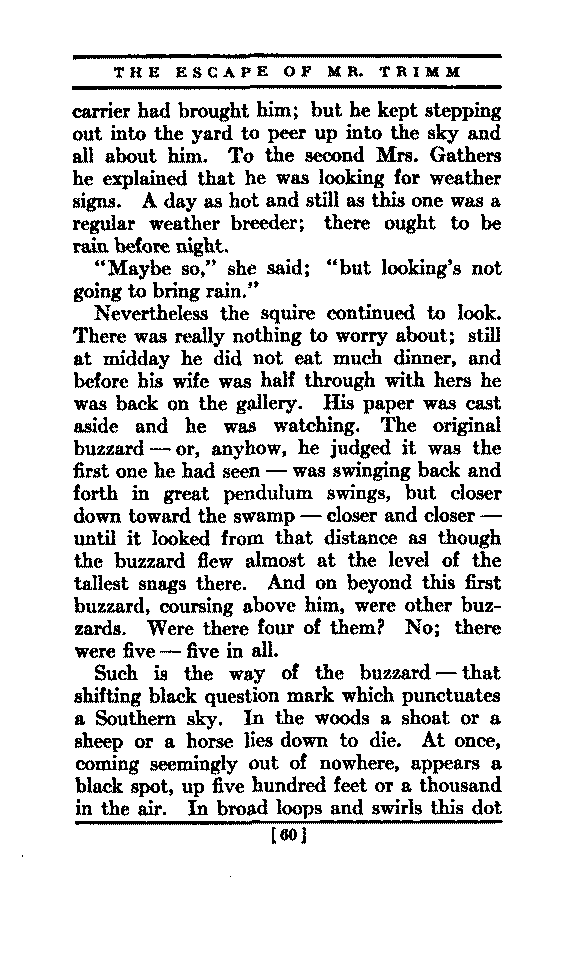 THE ESCAPE OF MR. TRIMM
carrier had brought him; but he kept stepping
out into the yard to peer up into the sky and
all about him. To the second Mrs. Gathers
he explained that he was looking for weather
signs. A day as hot and still as this one was a
regular weather breeder; there ought to be
rain before night.
"Maybe so," she said; "but looking's not
going to bring rain."
Nevertheless the squire continued to look.
There was really nothing to worry about; still
at midday he did not eat much dinner, and
before his wife was half through with hers he
was back on the gallery. His paper was cast
aside and he was watching. The original
buzzard — or, anyhow, he judged it was the
first one he had seen — was swinging back and
forth in great pendulum swings, but closer
down toward the swamp — closer and closer —
until it looked from that distance as though
the buzzard flew almost at the level of the
tallest snags there. And on beyond this first
buzzard, coursing above him, were other buz-
zards. Were there four of them? No; there
were five — five in all.
Such is the way of the buzzard — that
shifting black question mark which punctuates
a Southern sky. In the woods a shoat or a
sheep or a horse lies down to die. At once,
coming seemingly out of nowhere, appears a
black spot, up five hundred feet or a thousand
in the air. In broad loops and swirls this dot
[60]